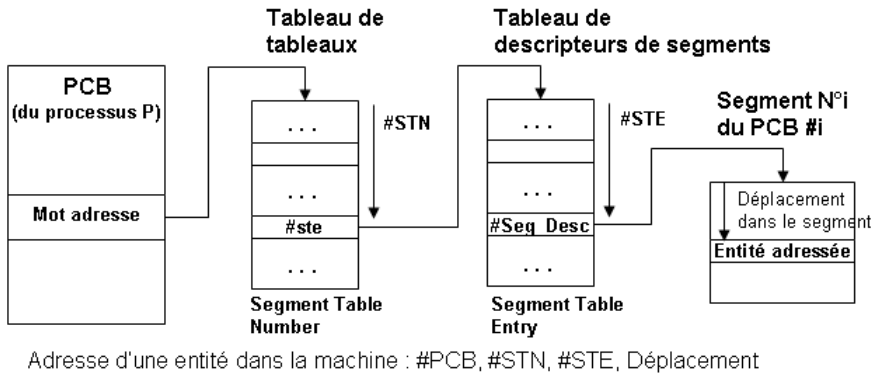 Tableau de
tableaux
Tableau de
descripteurs de segments
PCB
(du processus P)
Mot adresse
. . .
#STN
. . .
#ste
. . .
Segment Table
Number
. . .
#STE
. . .
#Seg_Desc
. . .
Segment Table
Entry
Segment N°i
du PCB #i
Déplacement
dans le segment
Entité adressée
Adresse d'une entité dans la machine : #PCB, #STN, #STE, Déplacement